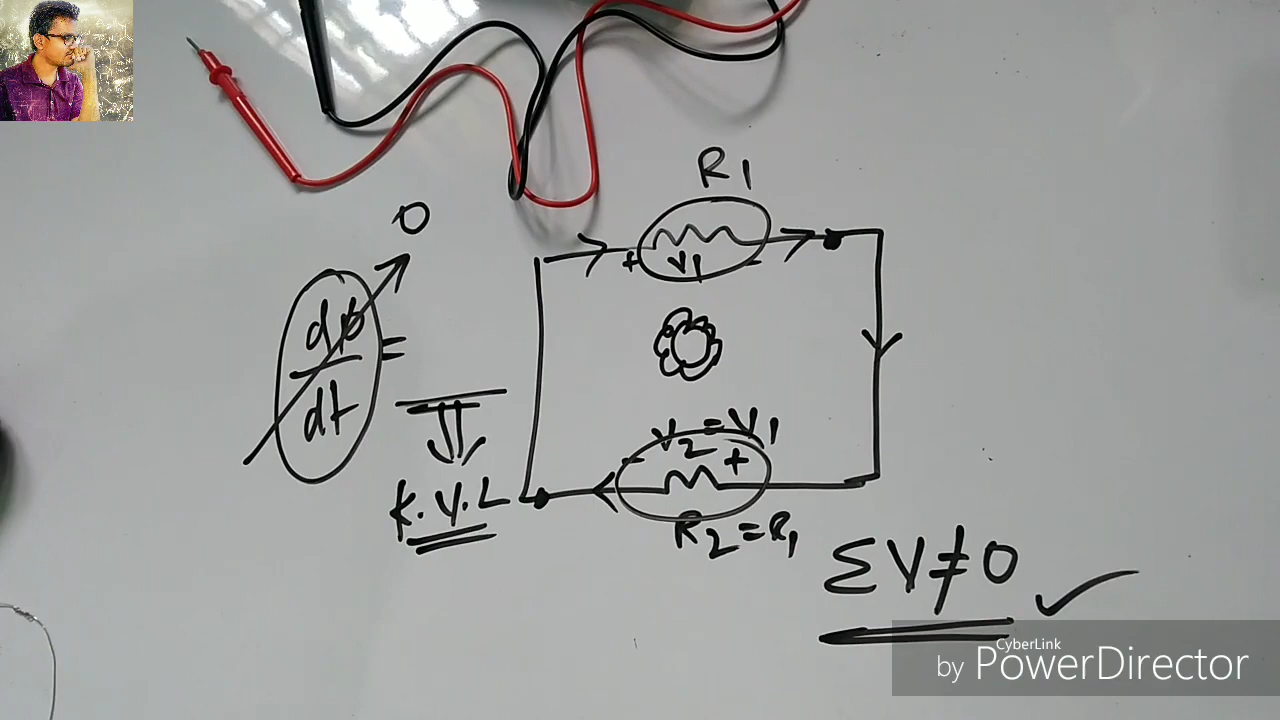 R1
0
+ V1 -
dφ
=
dt
V2 = V1
- +
K.V.L
R2 = R1
ΣV≠0
CyberLink
by PowerDirector